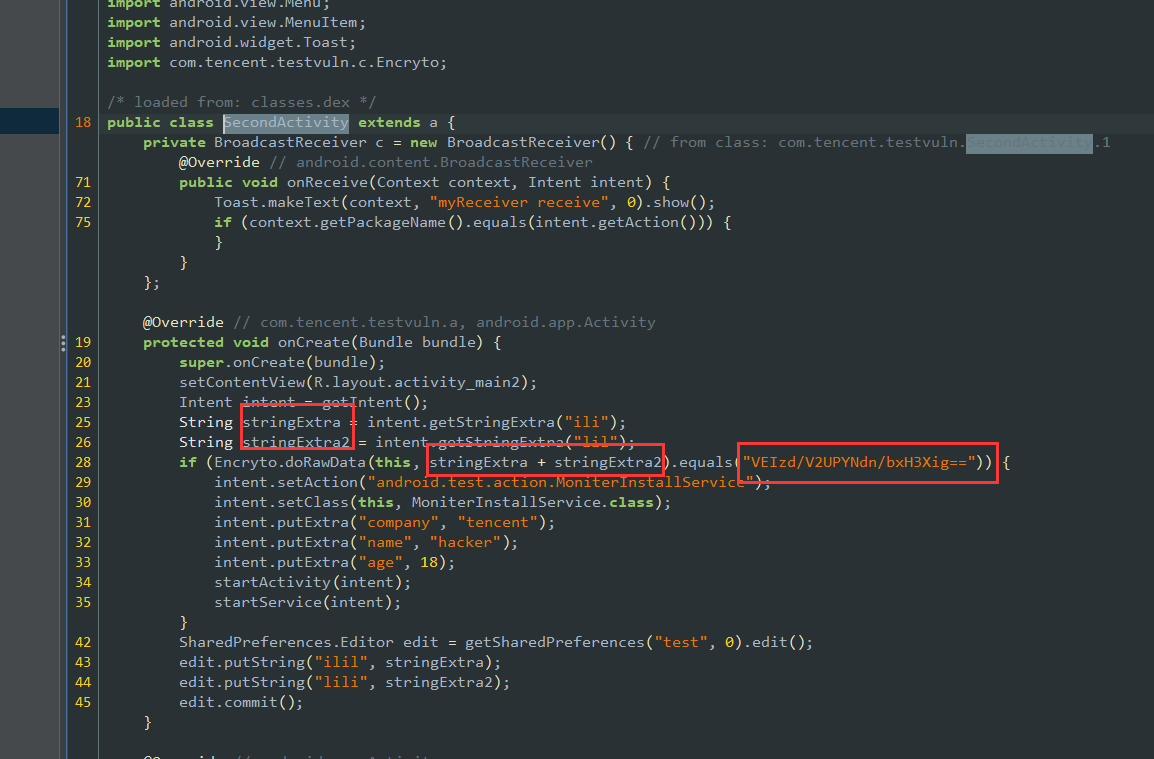 import android.view.Menu;
import android.view.MenuItem;
import android.widget.Toast;
import com.tencent.testvuln.c.Encryto;
/* loaded from: classes.dex */
18 public class SecondActivity extends a {
private BroadcastReceiver c = new BroadcastReceiver() { // from class: com.tencent.testvuln.SecondActivity.1
@Override // android.content.BroadcastReceiver
71 public void onReceive(Context context, Intent intent) {
72 Toast.makeText(context, "myReceiver receive", 0).show();
75 if (context.getPackageName().equals(intent.getAction())) {
}
}
};
@Override // com.tencent.testvuln.a, android.app.Activity
19 protected void onCreate(Bundle bundle) {
20 super.onCreate(bundle);
21 setContentView(R.layout.activity_main2);
23 Intent intent = getIntent();
25 String stringExtra = intent.getStringExtra("ili");
26 String stringExtra2 = intent.getStringExtra("lil");
28 if (Encryto.doRawData(this, stringExtra + stringExtra2).equals("VEIzd/V2UPYNdn/bxH3Xig==")) {
29 intent.setAction("android.test.action.MoniterInstallService");
30 intent.setClass(this, MoniterInstallService.class);
31 intent.putExtra("company", "tencent");
32 intent.putExtra("name", "hacker");
33 intent.putExtra("age", 18);
34 startActivity(intent);
35 startService(intent);
}
42 SharedPreferences.Editor edit = getSharedPreferences("test", 0).edit();
43 edit.putString("ilil", stringExtra);
44 edit.putString("lili", stringExtra2);
45 edit.commit();
}